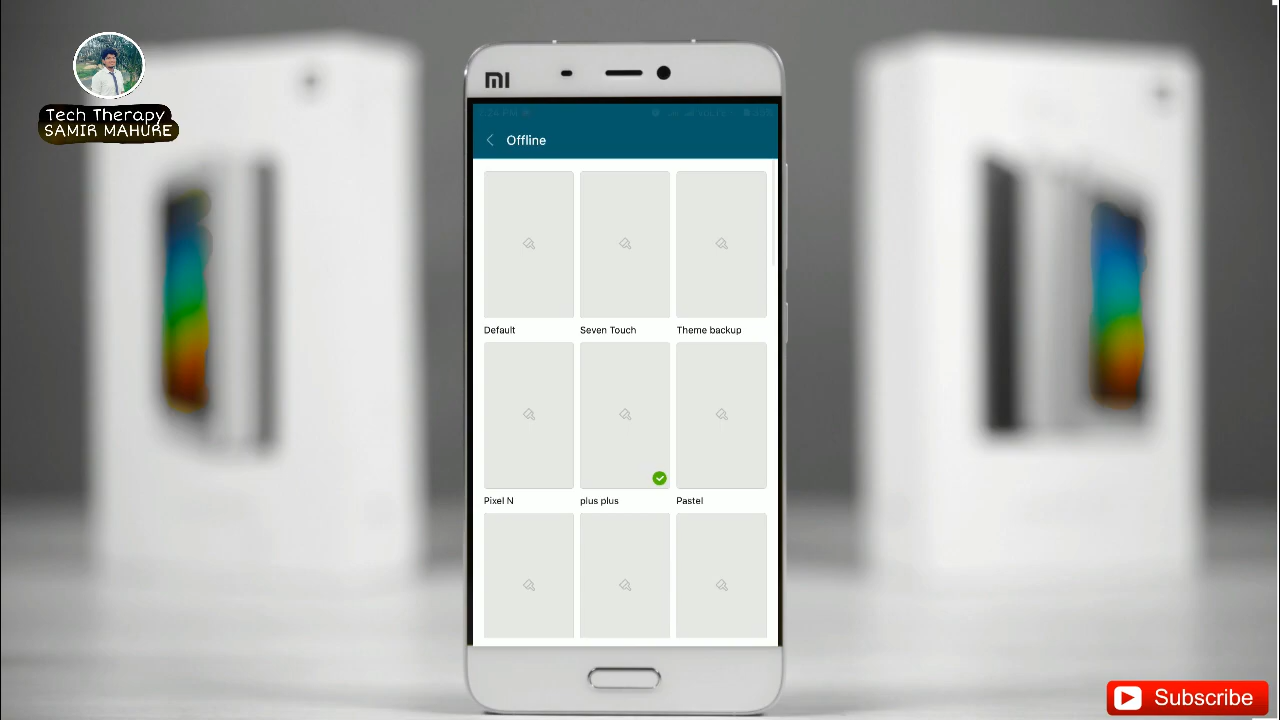 Tech Therapy
SAMIR MAHURE
MI
Offline
Default
Seven Touch
Theme backup
Pixel N
plus plus
Pastel
Subscribe